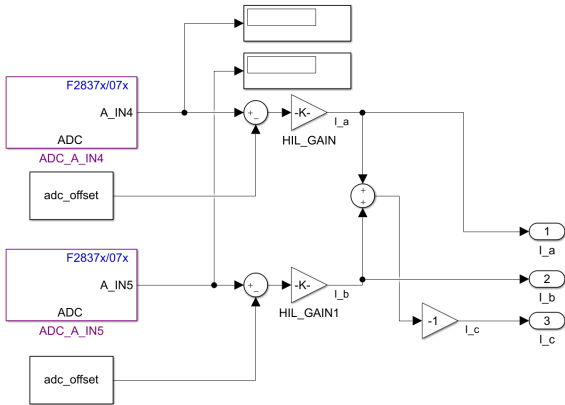 F2837x/07x
A_IN4
ADC
ADC_A_IN4
+
-
-K-
HIL_GAIN
I_a
adc_offset
+
+
1
I_a
F2837x/07x
A_IN5
ADC
ADC_A_IN5
+
-
-K-
HIL_GAIN1
I_b
2
I_b
-1
I_c
3
I_c
adc_offset